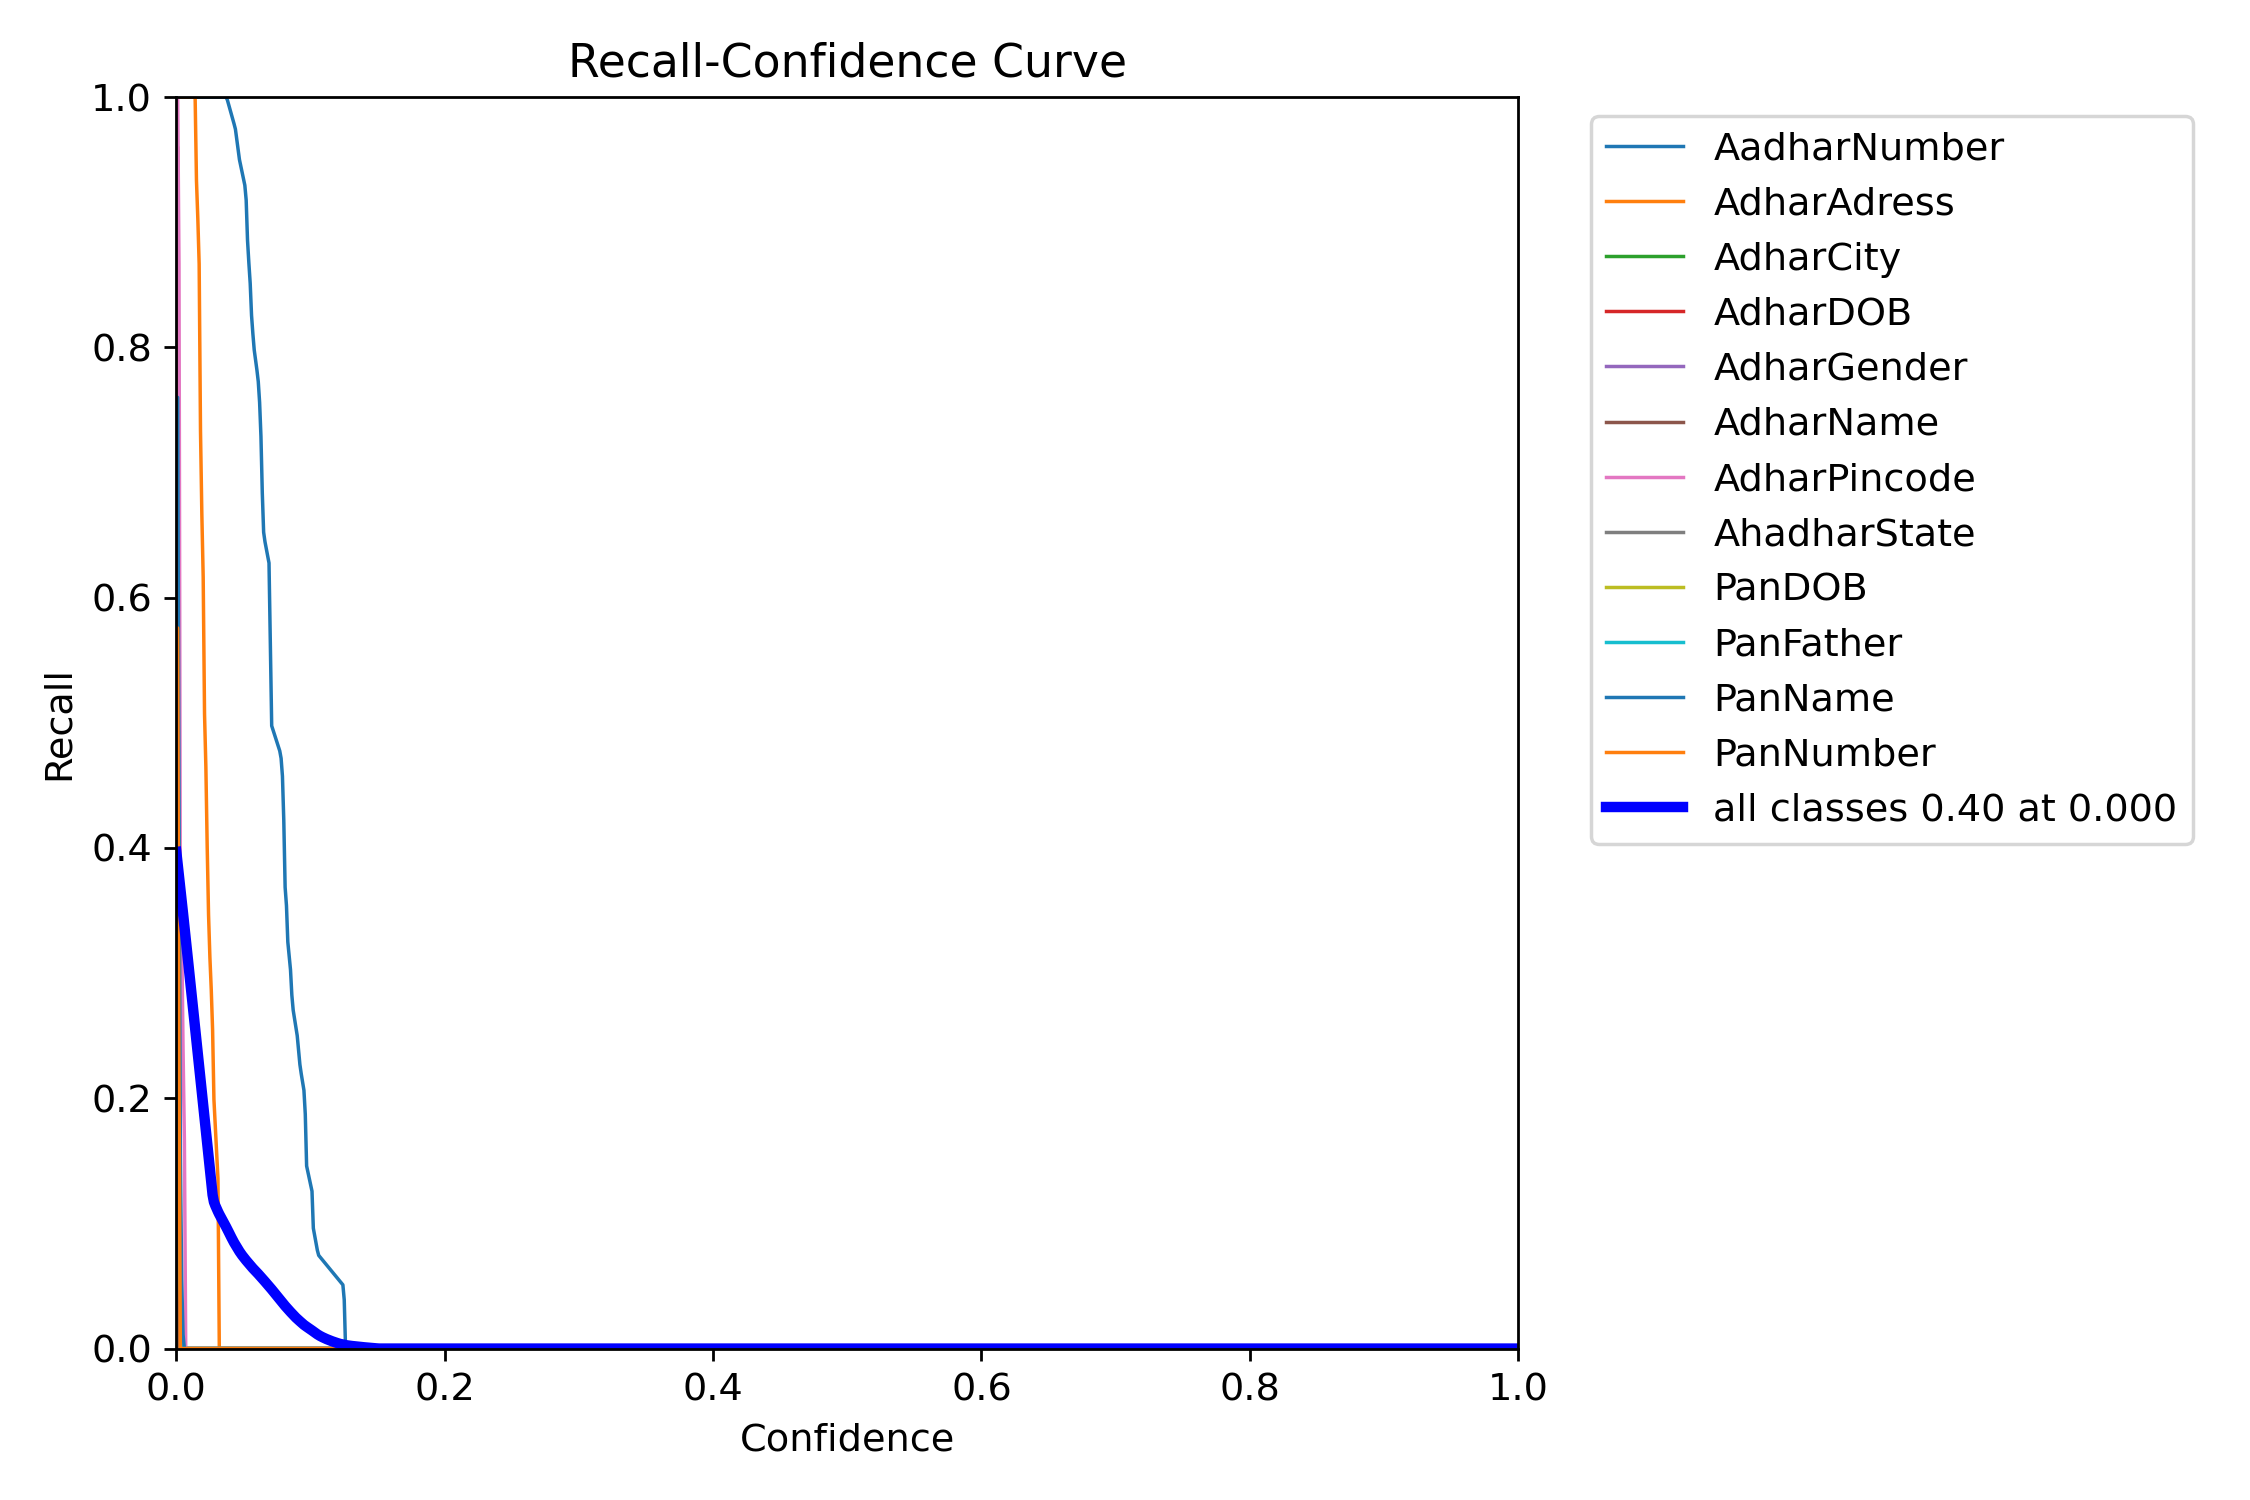 Recall-Confidence Curve
1.0
0.8
0.6
0.4
0.2
0.0
Recall
0.0 0.2 0.4 0.6 0.8 1.0
Confidence
AadharNumber
AdharAdress
AdharCity
AdharDOB
AdharGender
AdharName
AdharPincode
AhadharState
PanDOB
PanFather
PanName
PanNumber
all classes 0.40 at 0.000